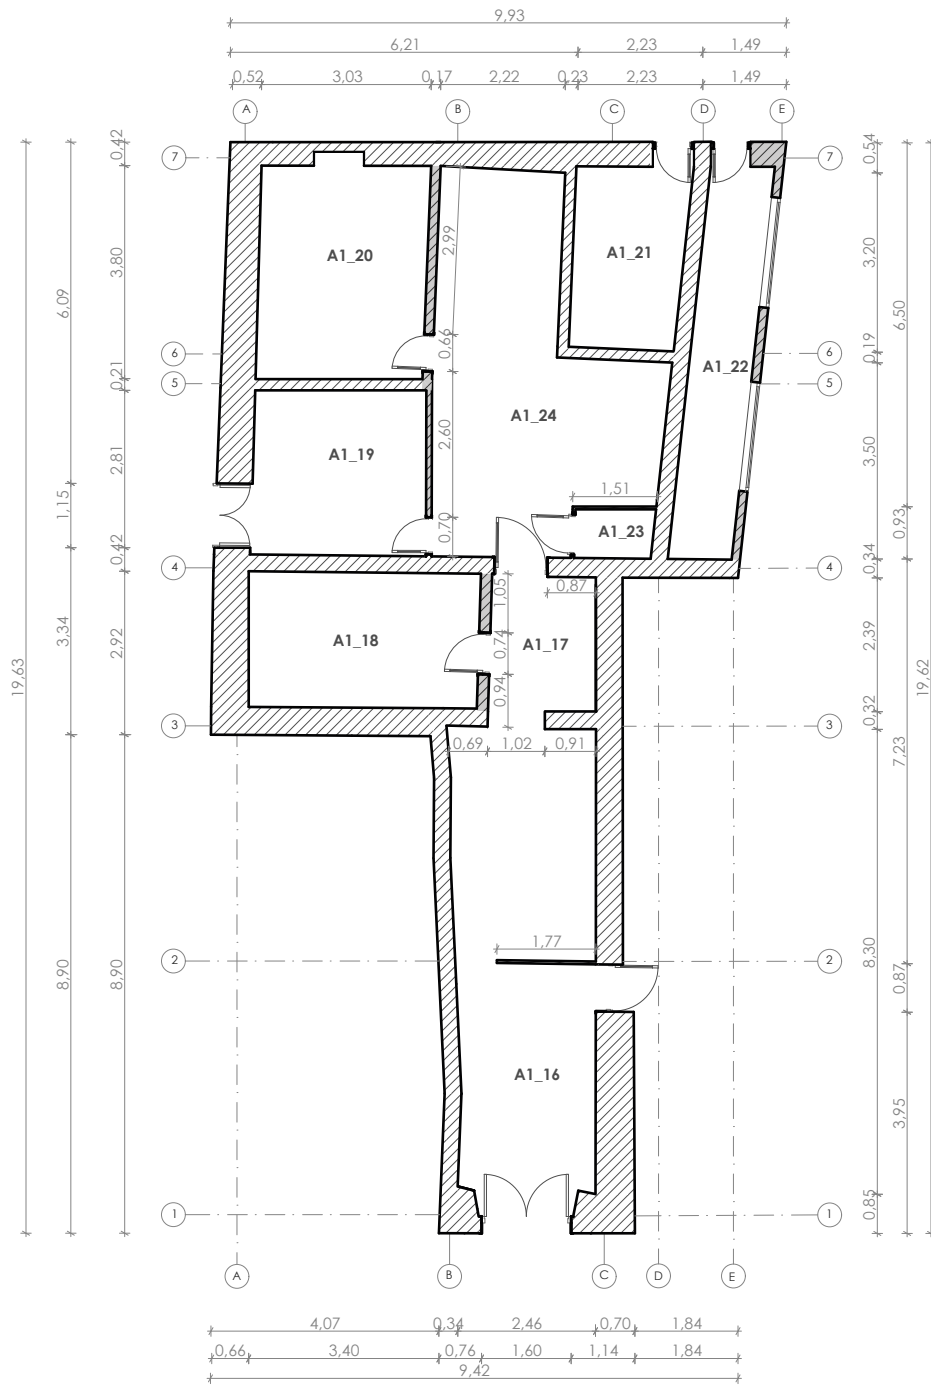 9,93
6,21 2,23 1,49
0,52 3,03 0,17 2,22 0,23 2,23 1,49
A B C D E
7 7
0,42
0,54
3,80
6,09
A1_20
2,99
A1_21
3,20
6,50
0,66
6 6
0,19
5 5
0,21
A1_22
A1_24
2,60
A1_19
2,81
3,50
1,15
1,51
0,70
A1_23
0,93
0,42
0,34
4 4
1,05
0,87
3,34
2,92
A1_18
0,74
A1_17
2,39
19,63
0,94
19,62
0,32
3 3
0,69 1,02 0,91
7,23
1,77
2 2
8,30
0,87
8,90
8,90
A1_16
3,95
0,85
1 1
A B C D E
4,07 0,34 2,46 0,70 1,84
0,66 3,40 0,76 1,60 1,14 1,84
9,42